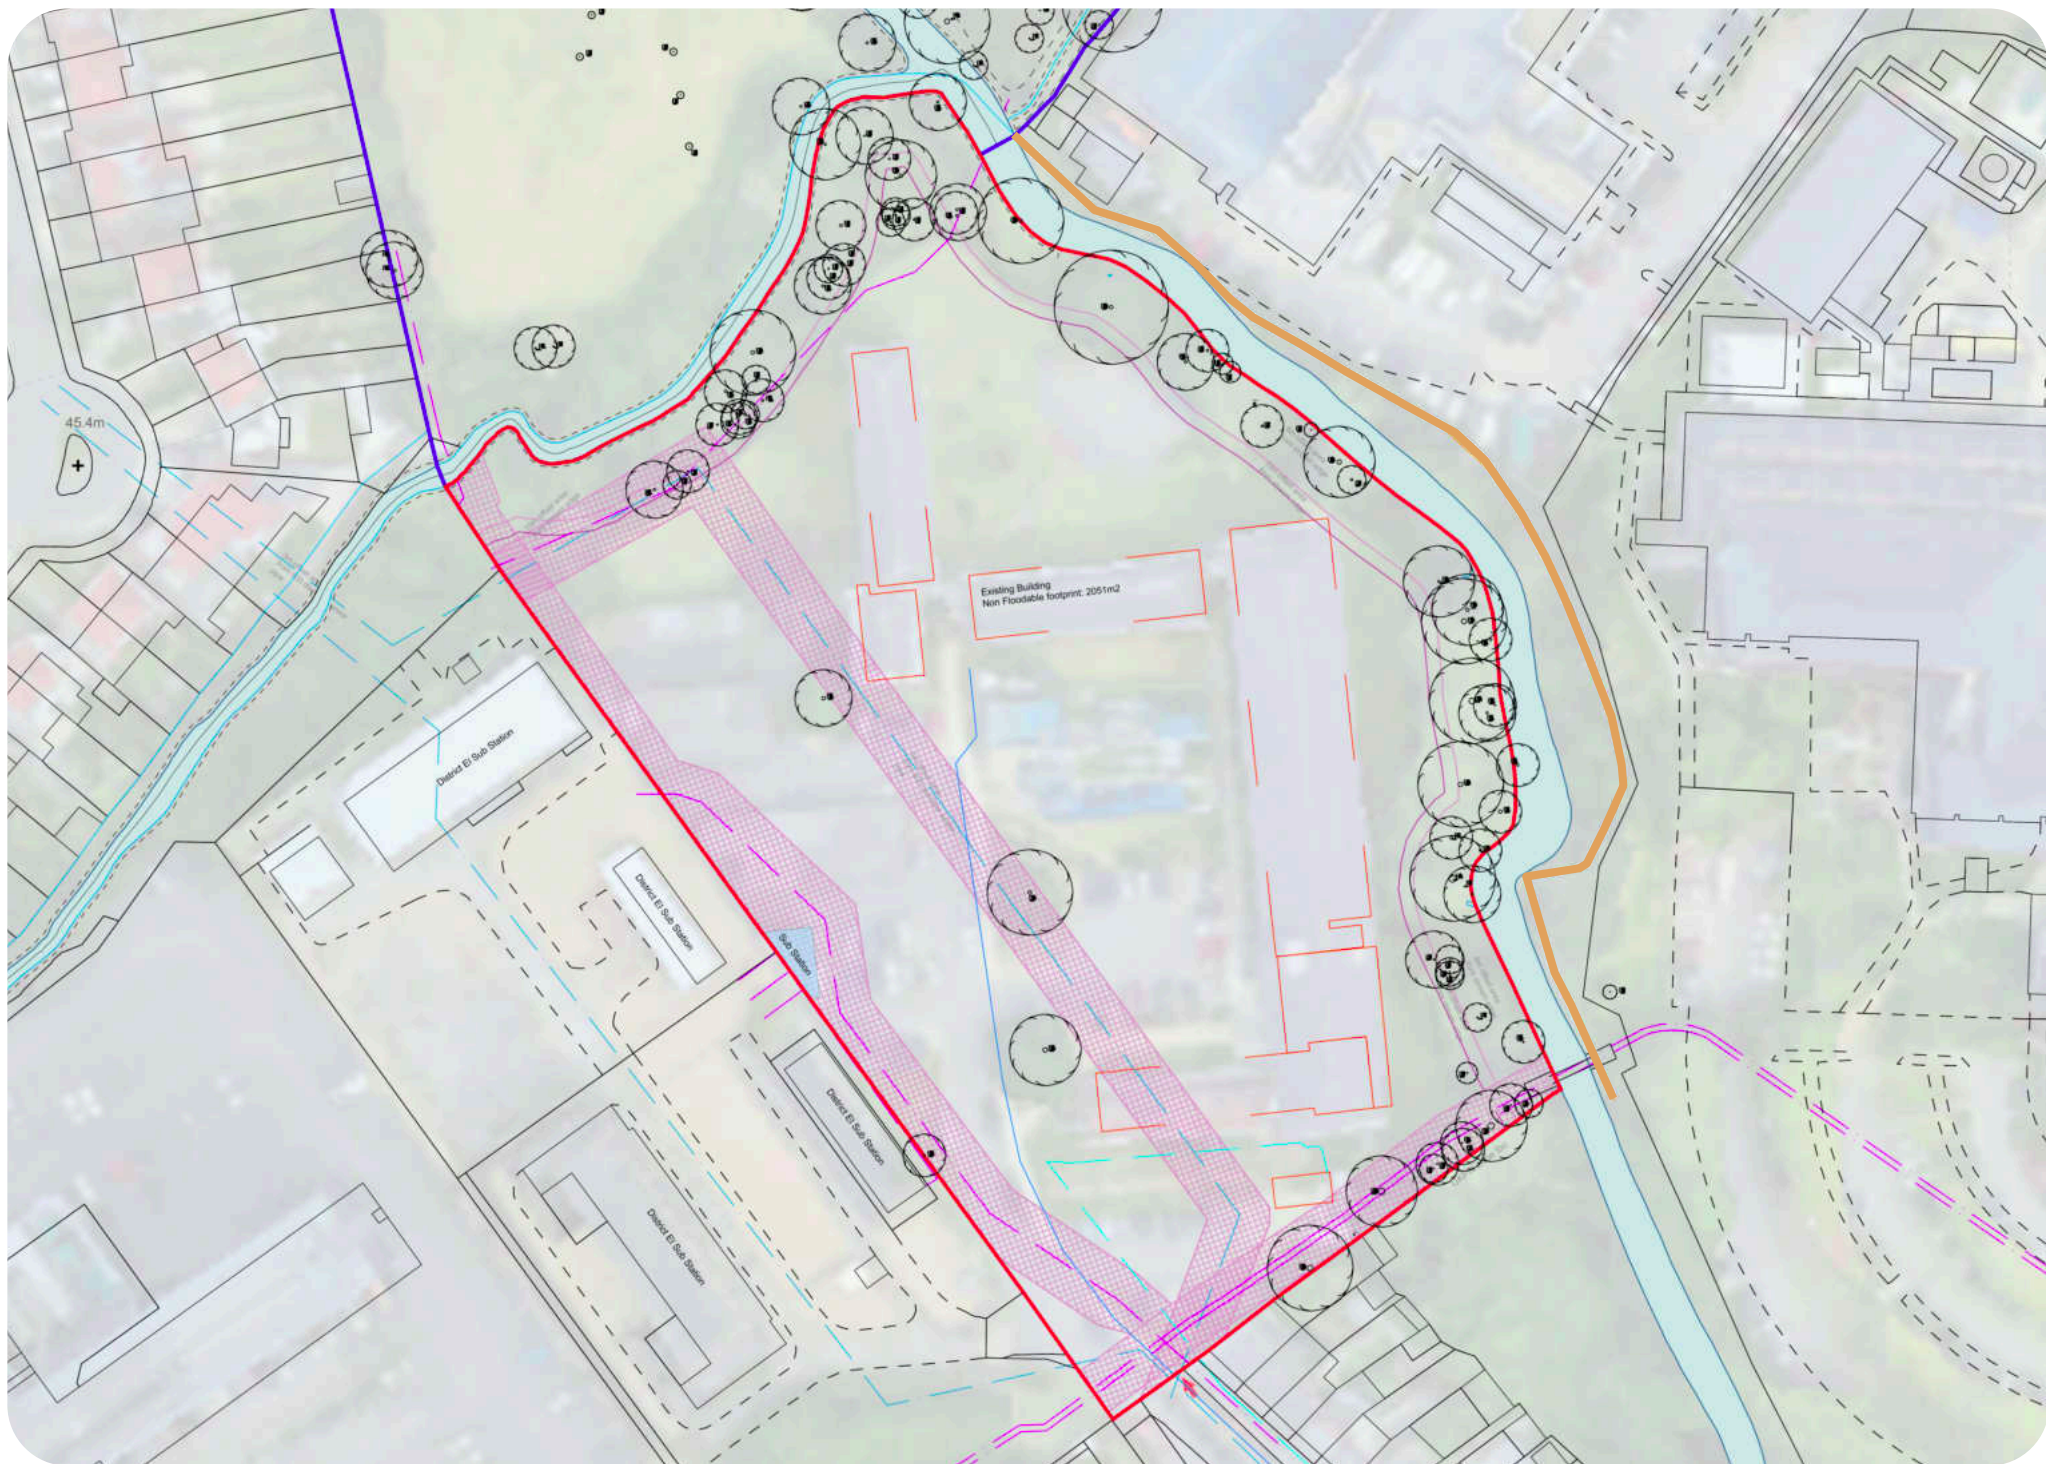 45.4m
Existing Building
Non Floodable footprint: 2051m2
District El Sub Station
District El Sub Station
Sub Station
District El Sub Station
District El Sub Station